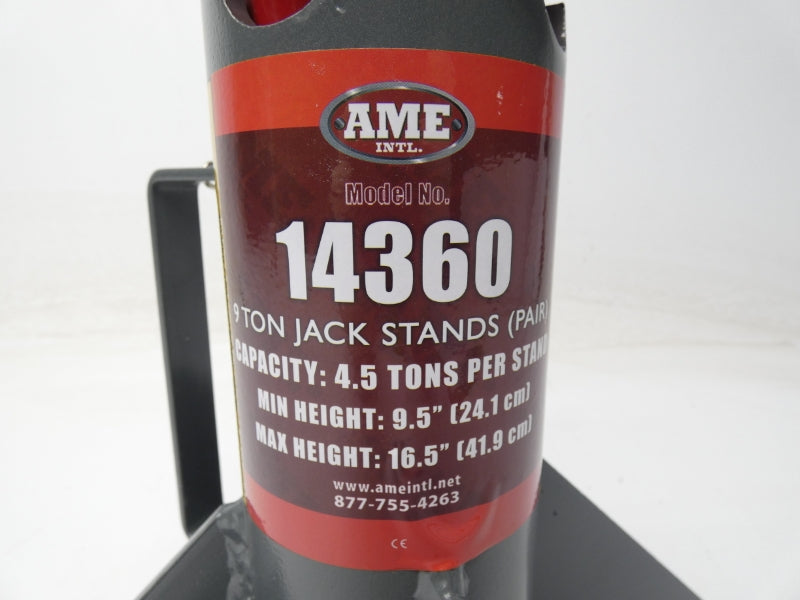 AME
INTL.
Model No.
14360
9 TON JACK STANDS (PAIR)
CAPACITY: 4.5 TONS PER STAND
MIN HEIGHT: 9.5" (24.1 cm)
MAX HEIGHT: 16.5" (41.9 cm)
www.ameintl.net
877-755-4263
CE